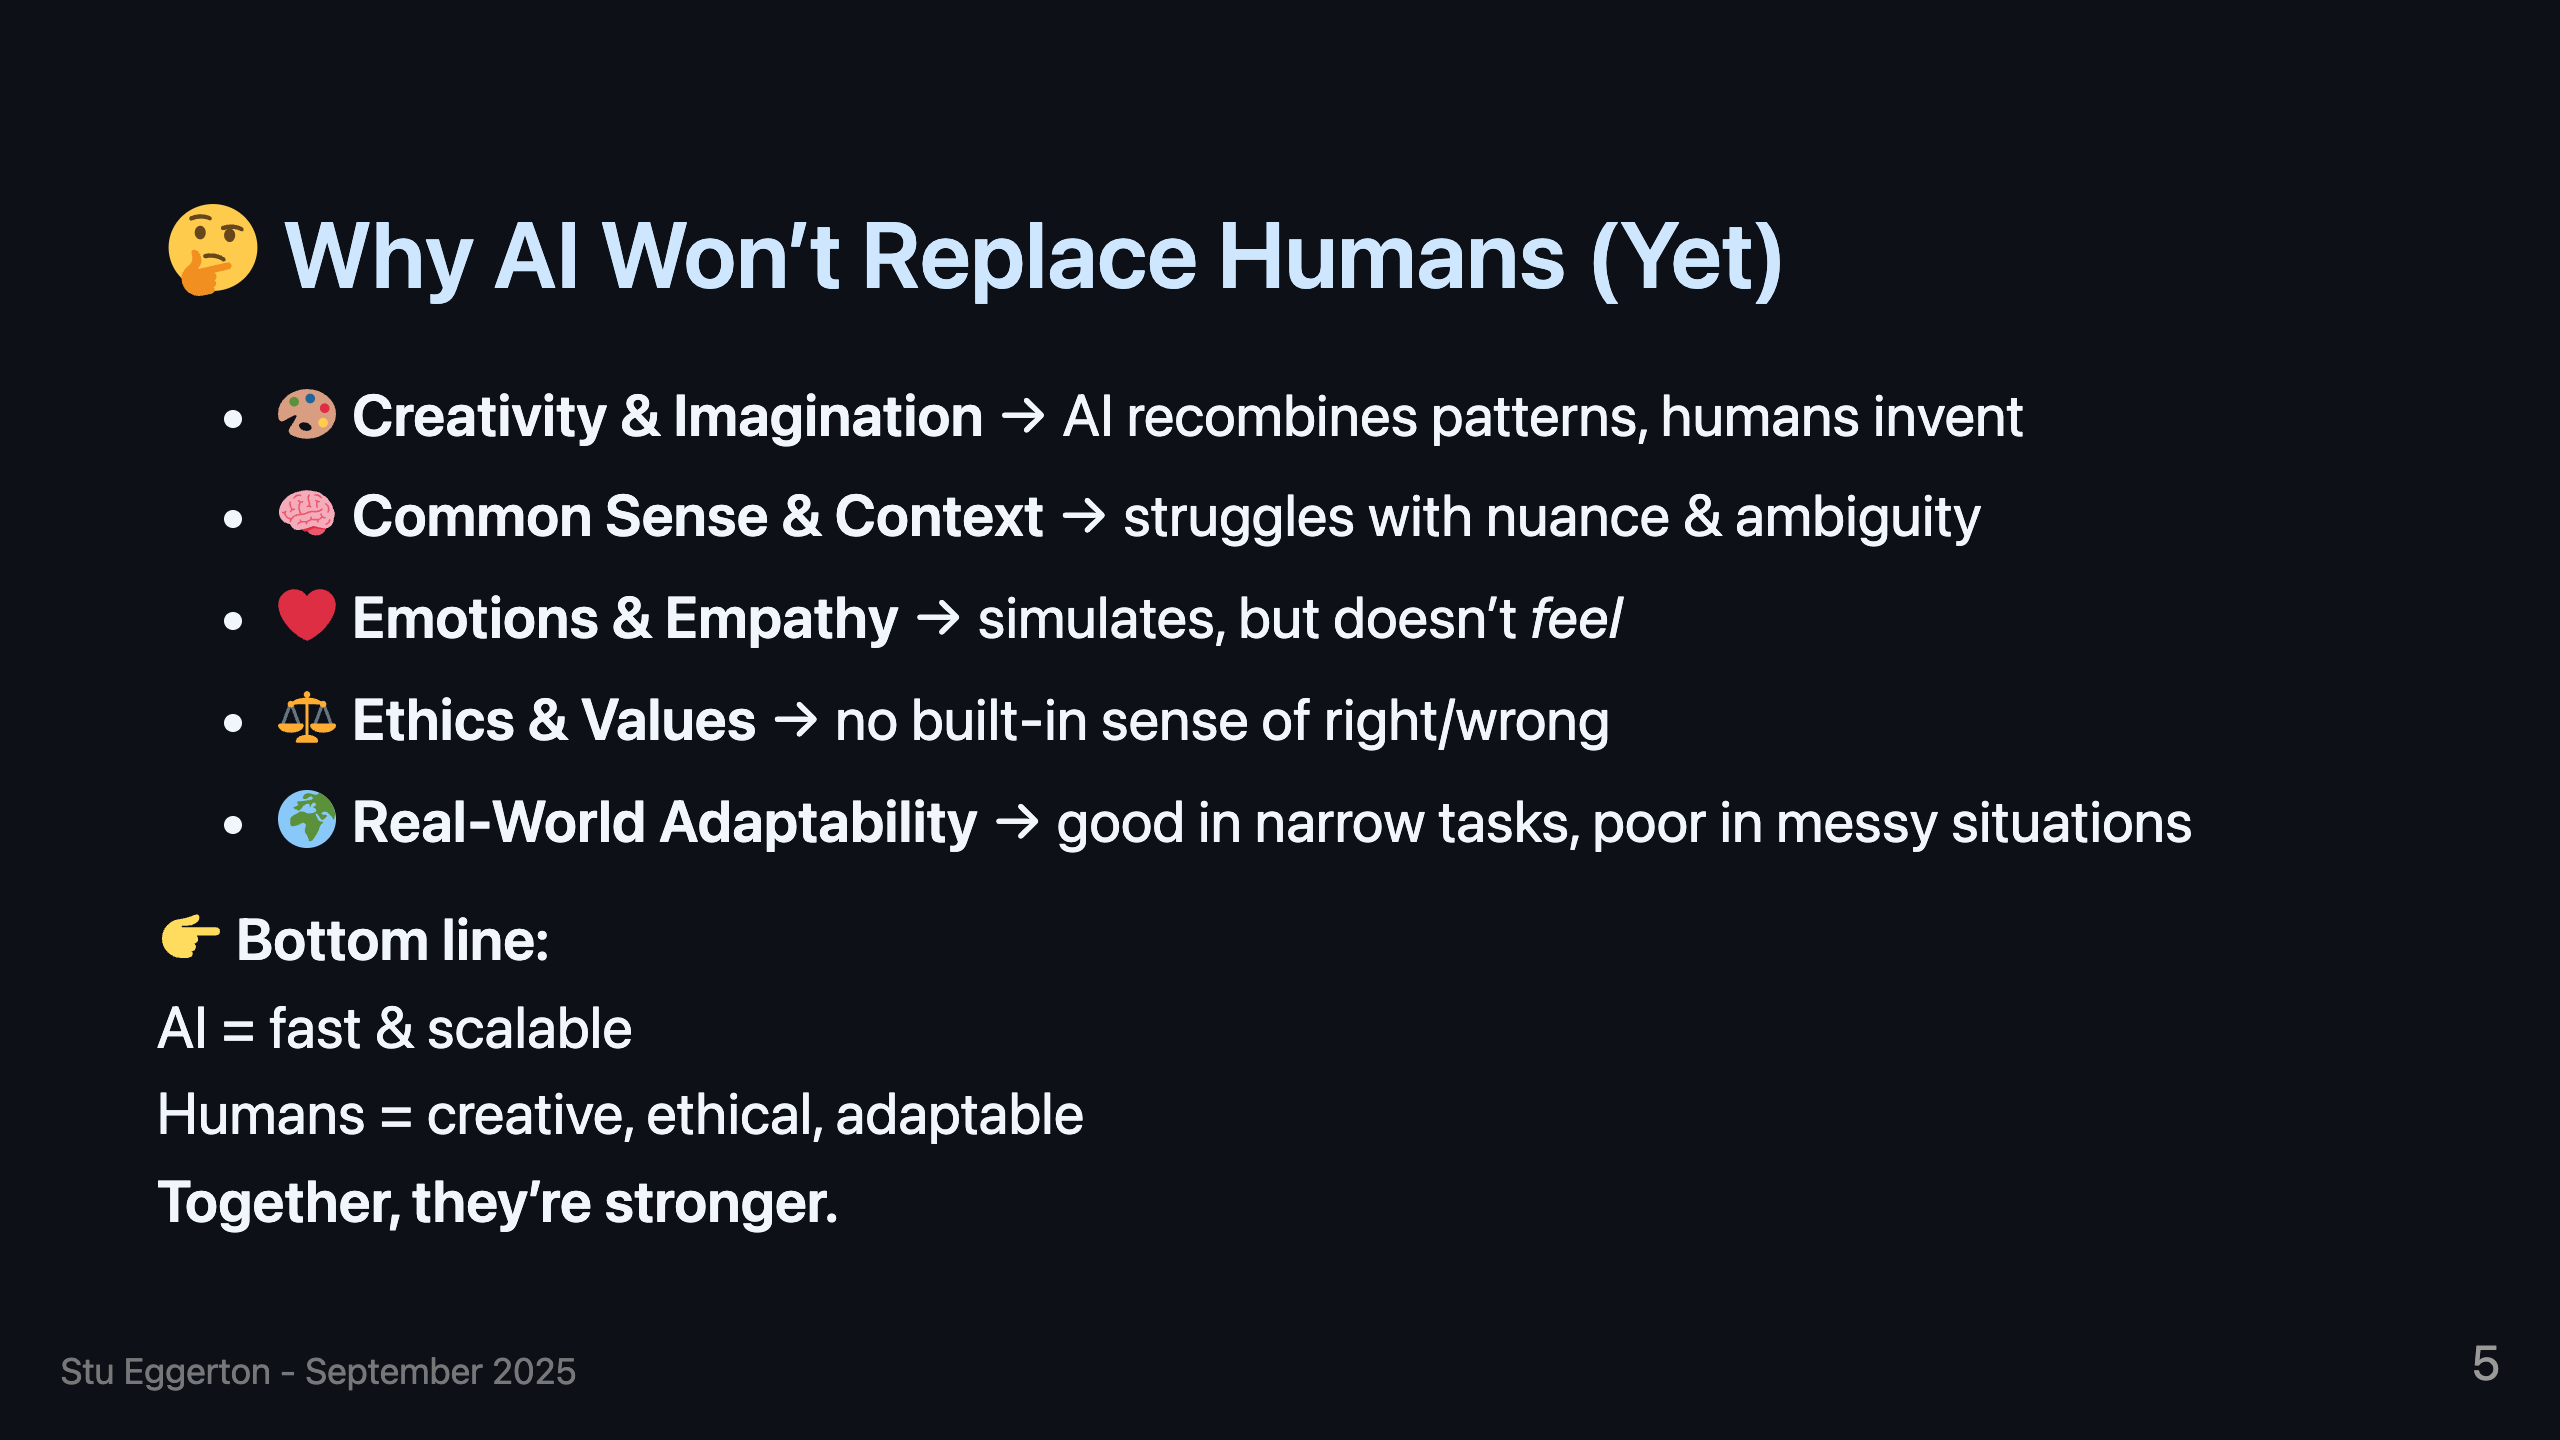 🤔 Why AI Won’t Replace Humans (Yet)
• 🎨 Creativity & Imagination → AI recombines patterns, humans invent
• 🧠 Common Sense & Context → struggles with nuance & ambiguity
• ❤️ Emotions & Empathy → simulates, but doesn’t feel
• ⚖️ Ethics & Values → no built-in sense of right/wrong
• 🌍 Real-World Adaptability → good in narrow tasks, poor in messy situations
👉 Bottom line:
AI = fast & scalable
Humans = creative, ethical, adaptable
Together, they’re stronger.
Stu Eggerton - September 2025
5